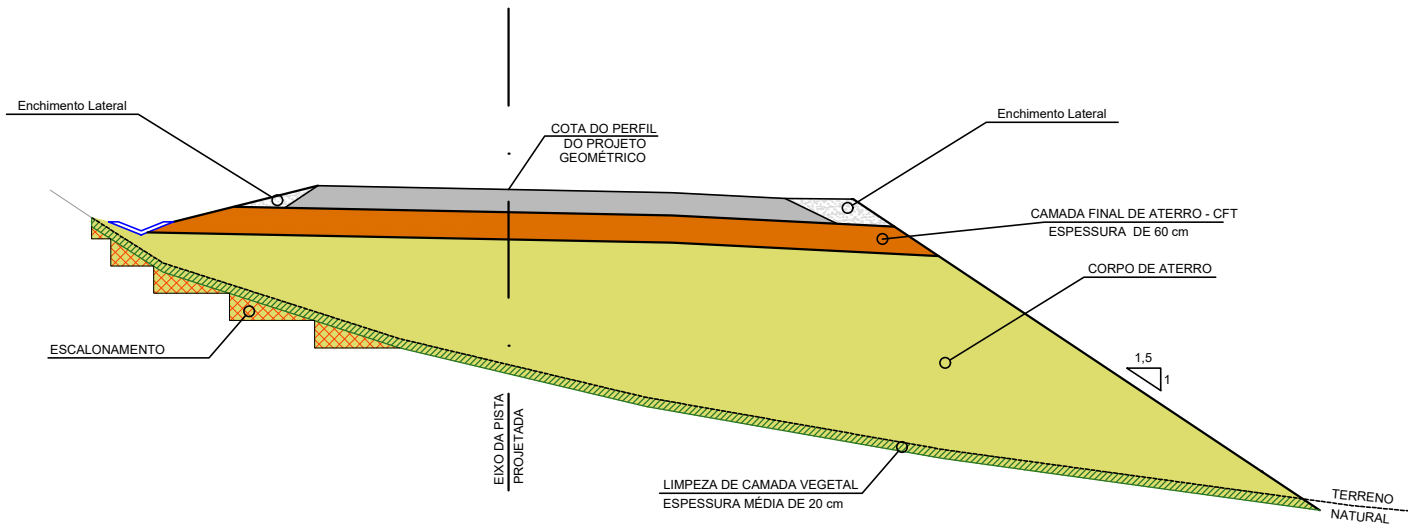 Enchimento Lateral
COTA DO PERFIL
DO PROJETO
GEOMÉTRICO
Enchimento Lateral
CAMADA FINAL DE ATERRO - CFT
ESPESSURA DE 60 cm
CORPO DE ATERRO
ESCALONAMENTO
1,5
1
EIXO DA PISTA
PROJETADA
LIMPEZA DE CAMADA VEGETAL
ESPESSURA MÉDIA DE 20 cm
TERRENO
NATURAL